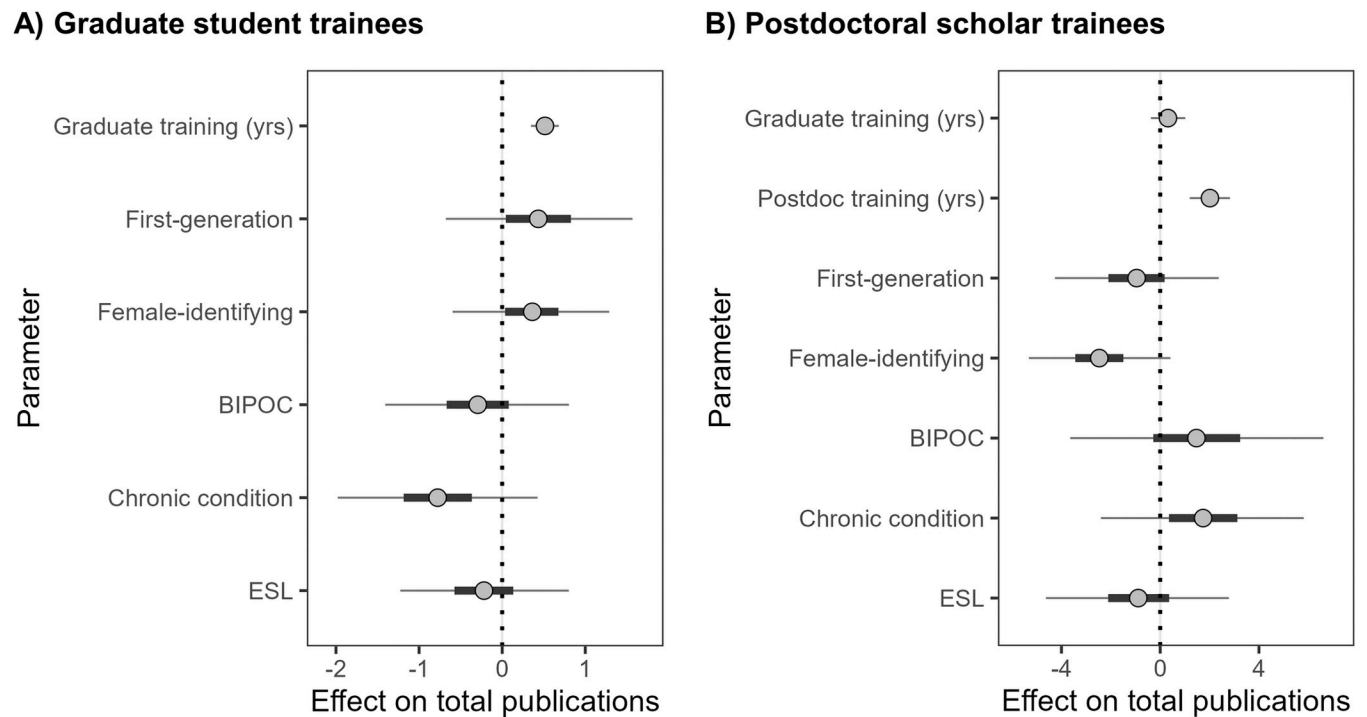 A) Graduate student trainees
Graduate training (yrs)
First-generation
Female-identifying
BIPOC
Chronic condition
ESL
Parameter
-2 -1 0 1
Effect on total publications
B) Postdoctoral scholar trainees
Graduate training (yrs)
Postdoc training (yrs)
First-generation
Female-identifying
BIPOC
Chronic condition
ESL
Parameter
-4 0 4
Effect on total publications